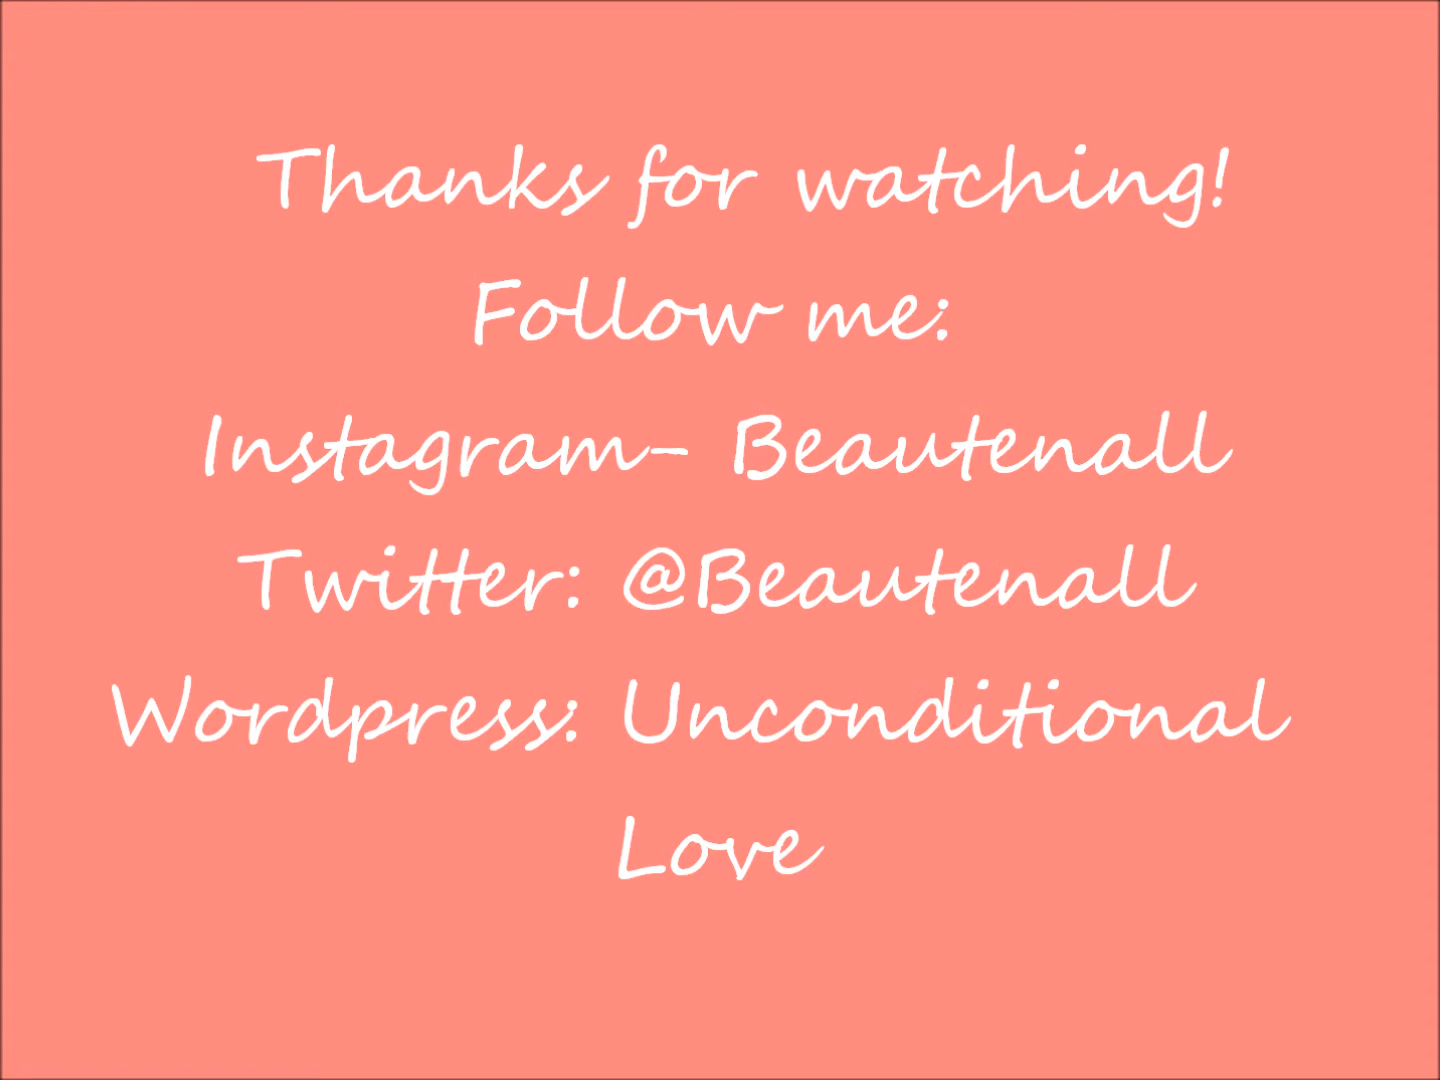 Thanks for watching!
Follow me:
Instagram- Beautenall
Twitter: @Beautenall
Wordpress: Unconditional
Love